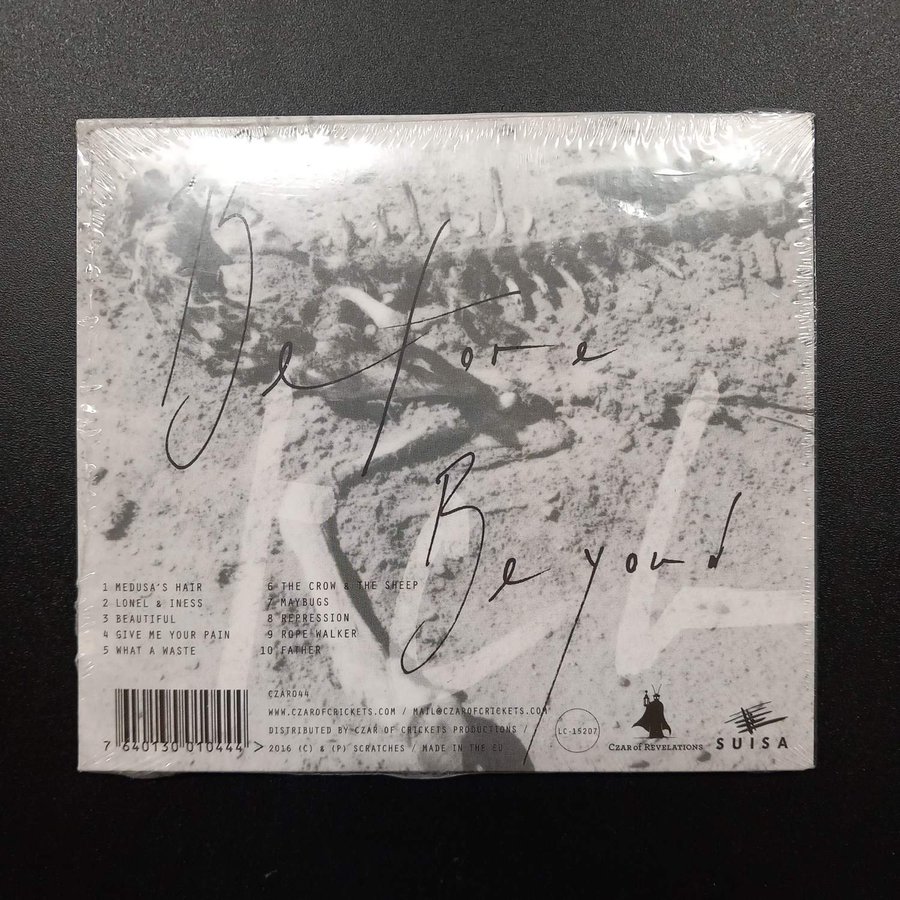 Before
Beyond
1 MEDUSA'S HAIR
2 LONEL & INESS
3 BEAUTIFUL
4 GIVE ME YOUR PAIN
5 WHAT A WASTE
6 THE CROW & THE SHEEP
7 MAYBUGS
8 REPRESSION
9 ROPE WALKER
10 FATHER
CZAR044
WWW.CZAROFCRICKETS.COM / MAIL@CZAROFCRICKETS.COM
DISTRIBUTED BY CZAR OF CRICKETS PRODUCTIONS /
2016 (C) & (P) SCRATCHES / MADE IN THE EU
7 640130 010444 >
LC-15207
CZAR OF REVELATIONS
SUISA